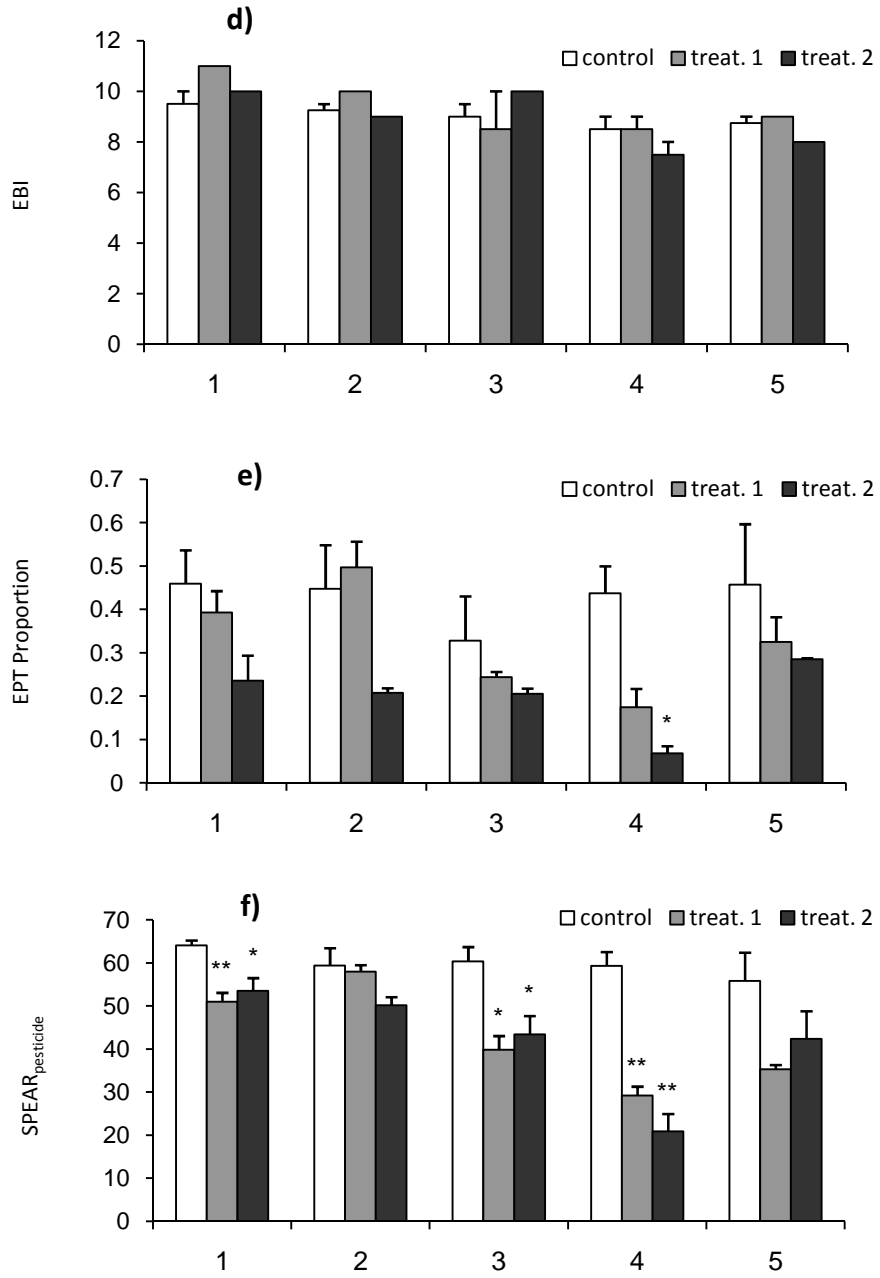 d)
control treat. 1 treat. 2
EBI
12
10
8
6
4
2
0
1 2 3 4 5
e)
control treat. 1 treat. 2
EPT Proportion
0.7
0.6
0.5
0.4
0.3
0.2
0.1
0
*
1 2 3 4 5
f)
control treat. 1 treat. 2
SPEARpesticide
70
60
50
40
30
20
10
0
** * * * ** **
1 2 3 4 5